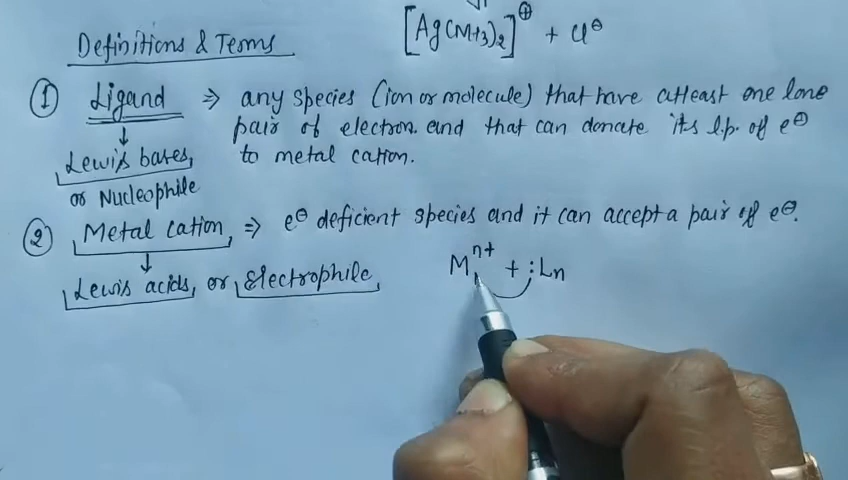 [Ag(NH3)2]⊕ + Cl⊖
Definitions & Terms
① Ligand ⇒ any species (ion or molecule) that have atleast one lone
pair of electron. and that can donate its l.p. of e⊖
to metal cation.
↓
Lewis bases,
or Nucleophile
② Metal cation, ⇒ e⊖ deficient species and it can accept a pair of e⊖.
↓
Lewis acids, or Electrophile
Mn+ + :Ln